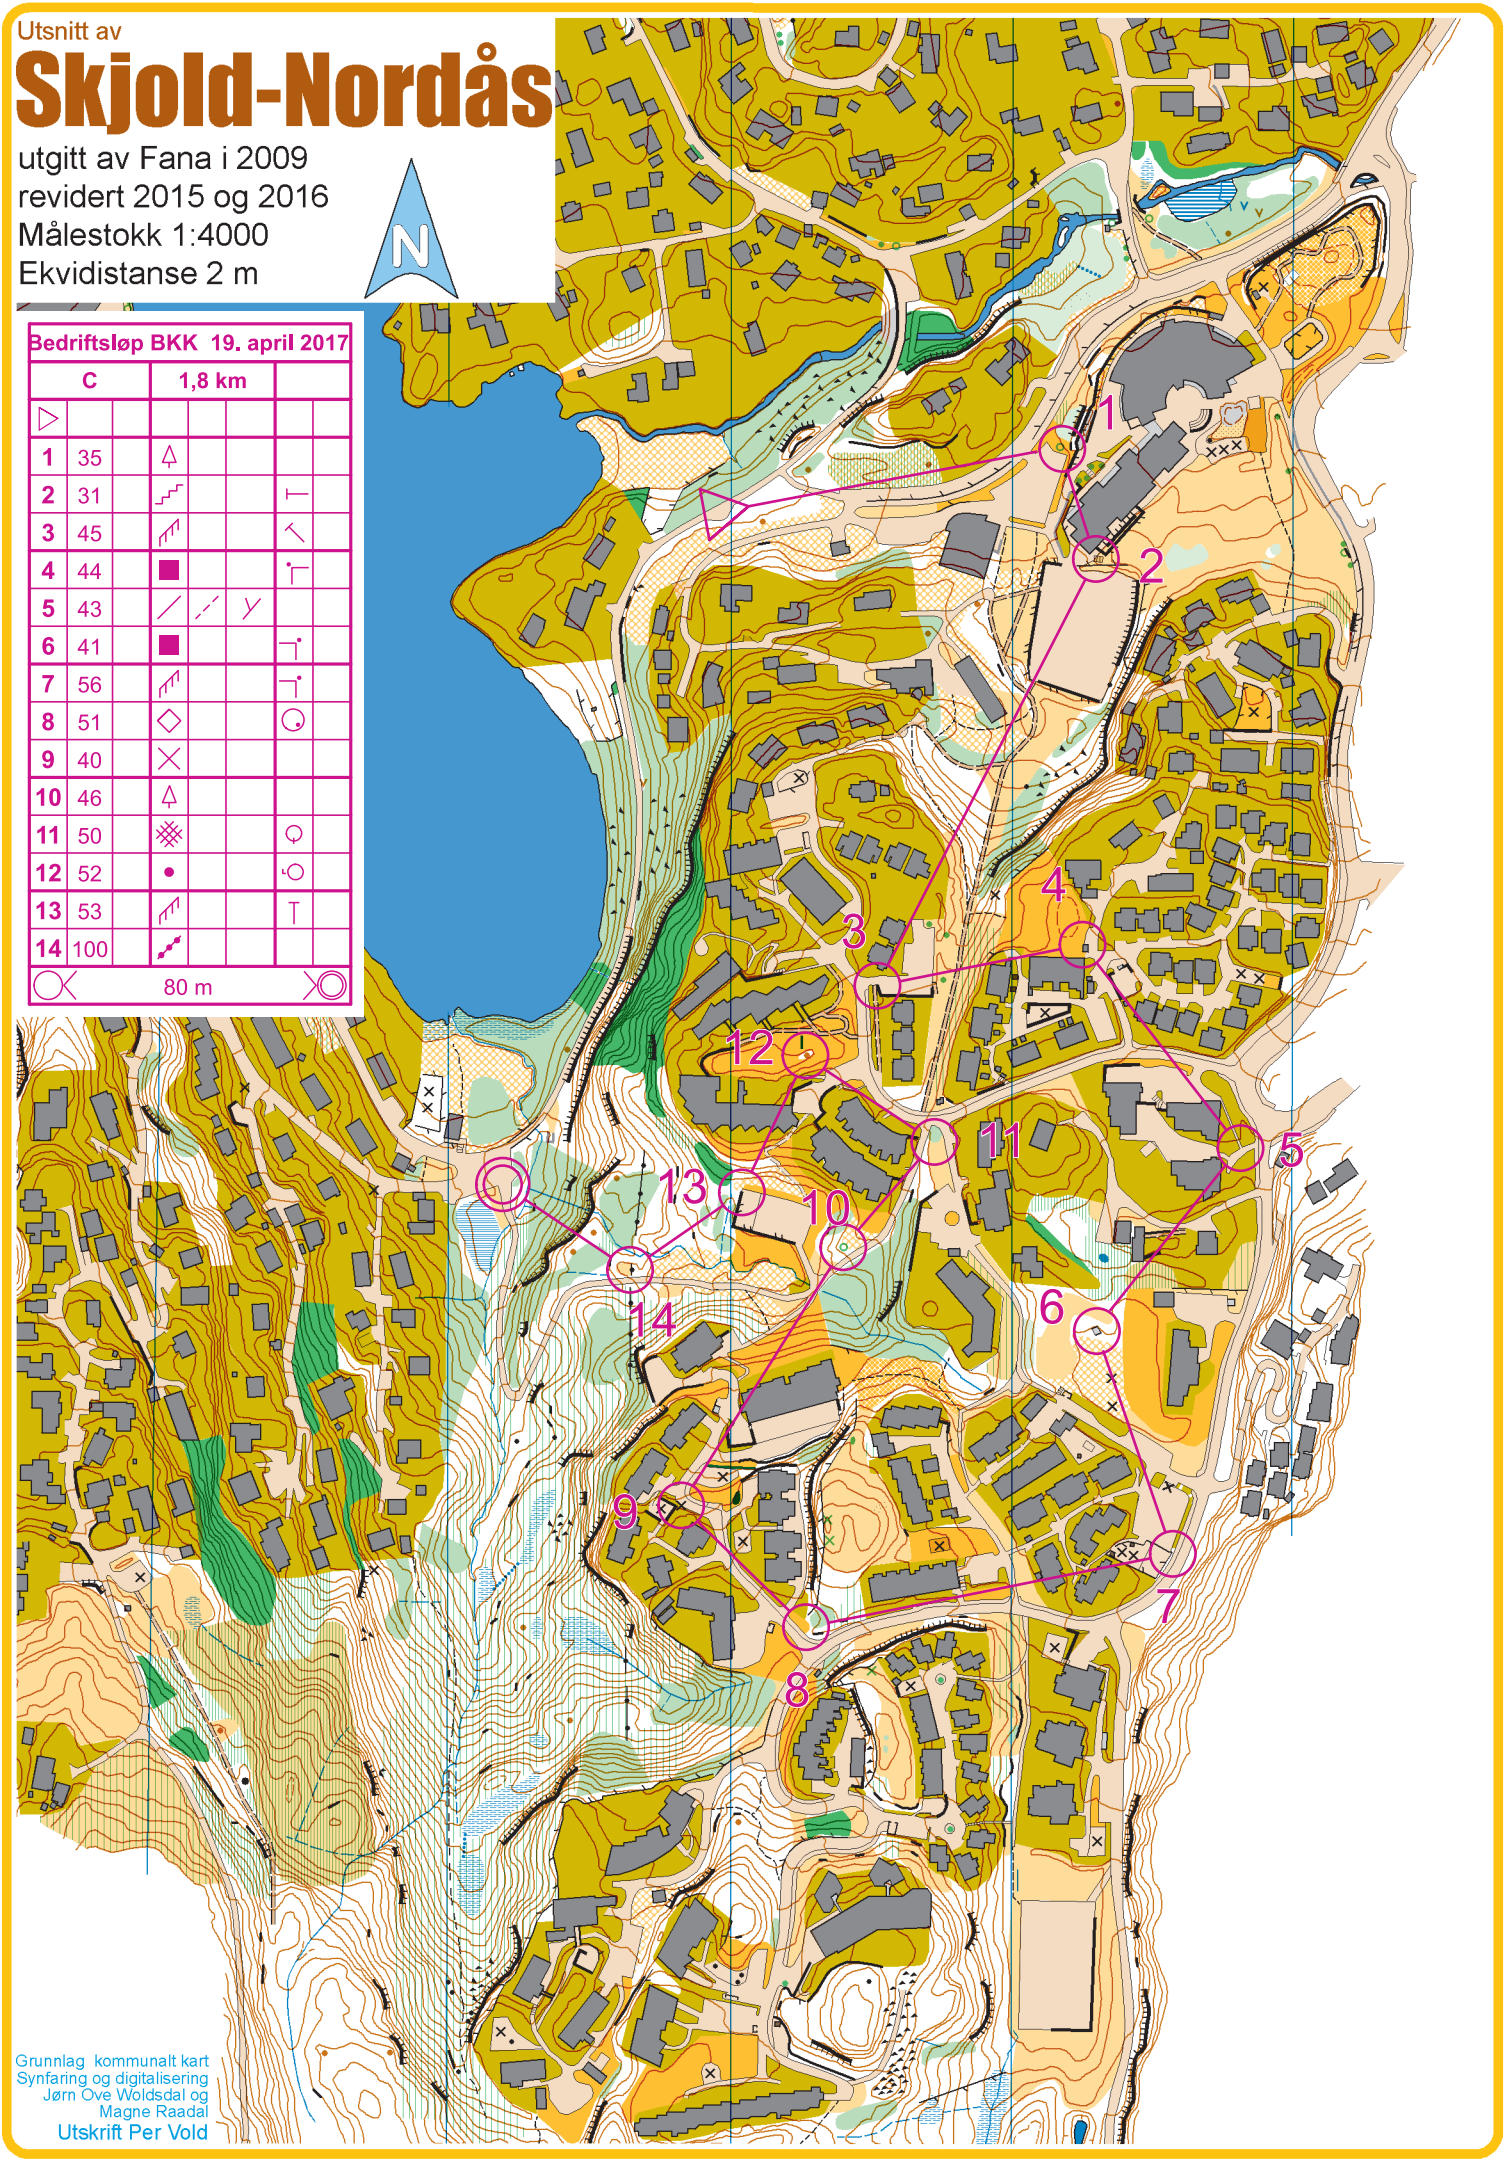 Utsnitt av
Skjold-Nordås
utgitt av Fana i 2009
revidert 2015 og 2016
Målestokk 1:4000
Ekvidistanse 2 m
N
Bedriftsløp BKK 19. april 2017
C 1,8 km
1 35
2 31
3 45
4 44
5 43
6 41
7 56
8 51
9 40
10 46
11 50
12 52
13 53
14 100
80 m
1
2
4
3
12
11
5
13
10
6
14
9
7
8
Grunnlag kommunalt kart
Synfaring og digitalisering
Jørn Ove Woldsdal og
Magne Raadal
Utskrift Per Vold